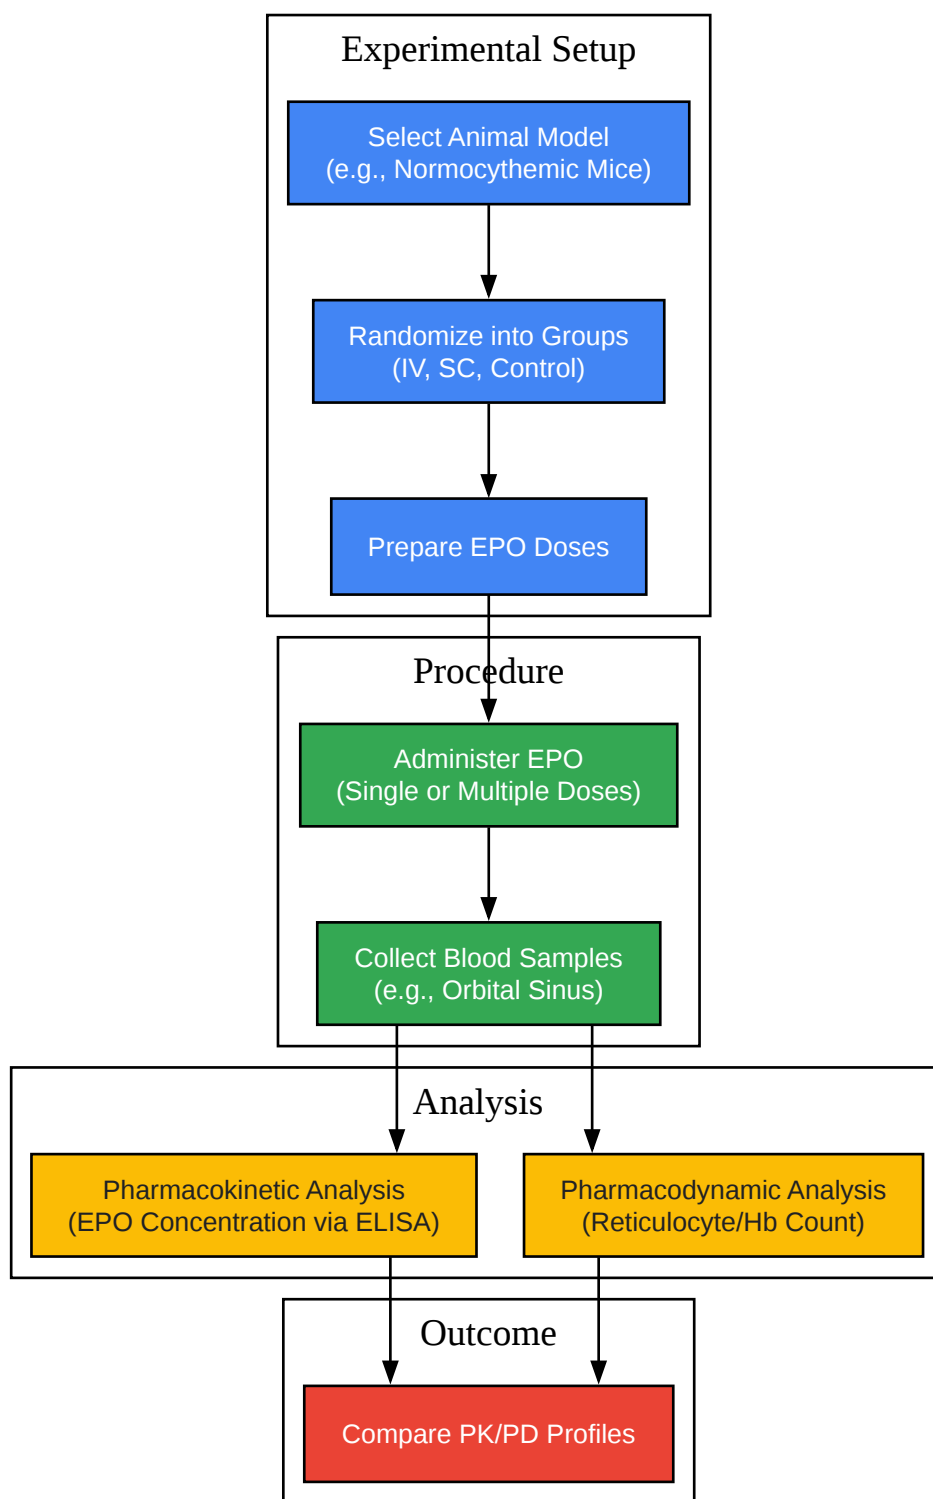 Experimental Setup
Select Animal Model
(e.g., Normocythemic Mice)
Randomize into Groups
(IV, SC, Control)
Prepare EPO Doses
Procedure
Administer EPO
(Single or Multiple Doses)
Collect Blood Samples
(e.g., Orbital Sinus)
Analysis
Pharmacokinetic Analysis
(EPO Concentration via ELISA)
Pharmacodynamic Analysis
(Reticulocyte/Hb Count)
Outcome
Compare PK/PD Profiles